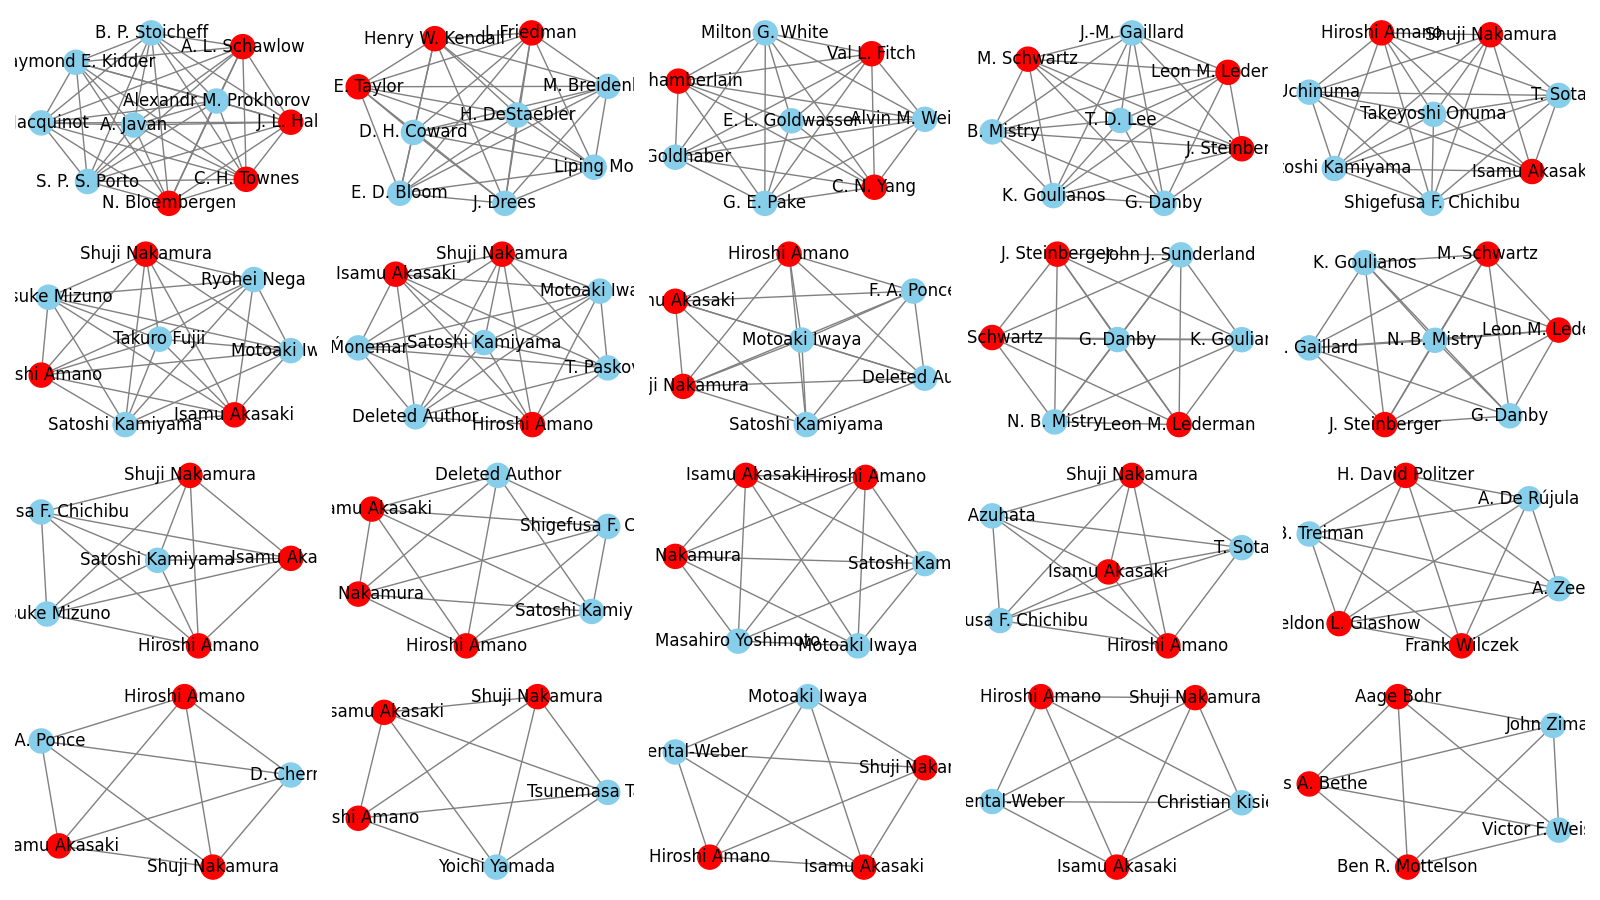 B. P. Stoicheff
A. L. Schawlow
aymond E. Kidder
Alexandr M. Prokhorov
acquinot
A. Javan
J. L. Hal
S. P. S. Porto
C. H. Townes
N. Bloembergen
Henry W. Kendall
J. Friedman
E. Taylor
M. Breiden
H. DeStaebler
D. H. Coward
Liping Mo
E. D. Bloom
J. Drees
Milton G. White
Val L. Fitch
hamberlain
E. L. Goldwasser
Alvin M. Wei
Goldhaber
C. N. Yang
G. E. Pake
J.-M. Gaillard
M. Schwartz
Leon M. Leder
T. D. Lee
B. Mistry
J. Steinber
K. Goulianos
G. Danby
Hiroshi Amano
Shuji Nakamura
Uchinuma
T. Sota
Takeyoshi Onuma
oshi Kamiyama
Isamu Akasak
Shigefusa F. Chichibu
Shuji Nakamura
Ryohei Nega
suke Mizuno
Takuro Fujii
Motoaki Iw
shi Amano
Isamu Akasaki
Satoshi Kamiyama
Shuji Nakamura
Isamu Akasaki
Motoaki Iwa
Monemar
Satoshi Kamiyama
T. Paskov
Deleted Author
Hiroshi Amano
Hiroshi Amano
F. A. Ponce
mu Akasaki
Motoaki Iwaya
Deleted Au
ji Nakamura
Satoshi Kamiyama
J. Steinberger
John J. Sunderland
Schwartz
G. Danby
K. Goulian
N. B. Mistry
Leon M. Lederman
K. Goulianos
M. Schwartz
Leon M. Lede
. Gaillard
N. B. Mistry
J. Steinberger
G. Danby
Shuji Nakamura
sa F. Chichibu
Satoshi Kamiyama
Isamu Aka
suke Mizuno
Hiroshi Amano
Deleted Author
amu Akasaki
Shigefusa F. C
Nakamura
Satoshi Kamiy
Hiroshi Amano
Isamu Akasaki
Hiroshi Amano
Nakamura
Satoshi Kam
Masahiro Yoshimoto
Motoaki Iwaya
Shuji Nakamura
Azuhata
T. Sota
Isamu Akasaki
usa F. Chichibu
Hiroshi Amano
H. David Politzer
A. De Rújula
B. Treiman
A. Zee
eldon L. Glashow
Frank Wilczek
Hiroshi Amano
A. Ponce
D. Chern
amu Akasaki
Shuji Nakamura
Shuji Nakamura
samu Akasaki
Tsunemasa T
shi Amano
Yoichi Yamada
Motoaki Iwaya
ental-Weber
Shuji Nakar
Hiroshi Amano
Isamu Akasaki
Hiroshi Amano
Shuji Nakamura
ental-Weber
Christian Kisie
Isamu Akasaki
Aage Bohr
John Zima
s A. Bethe
Victor F. Weis
Ben R. Mottelson